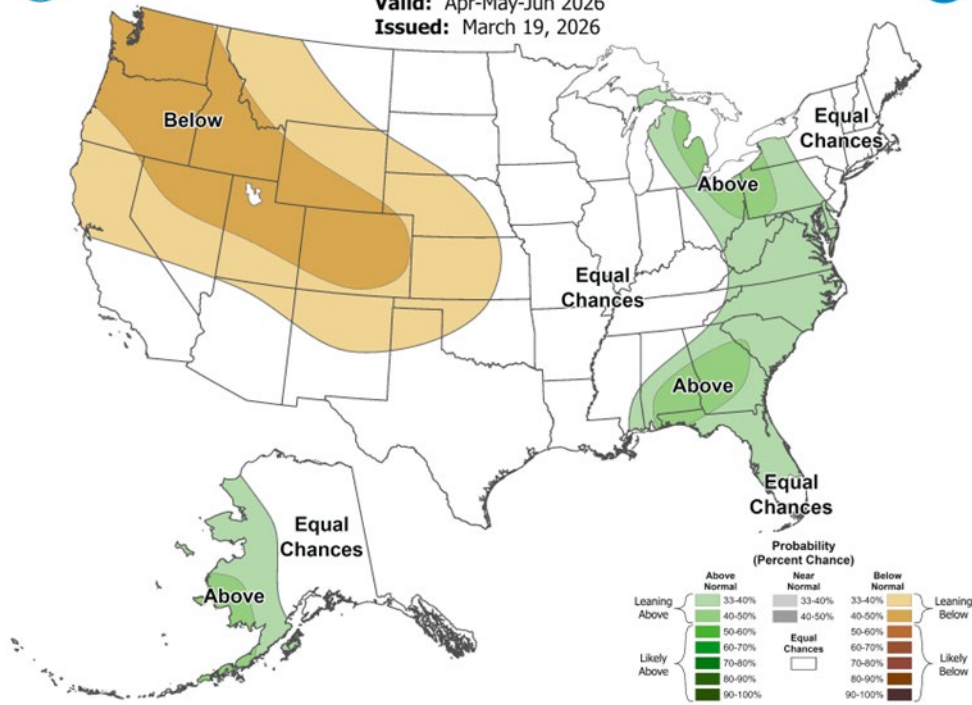 Valid: Apr-May-Jun 2026
Issued: March 19, 2026
Below
Equal
Chances
Above
Equal
Chances
Above
Equal
Chances
Equal
Chances
Above
Probability
(Percent Chance)
Above
Normal
Near
Normal
Below
Normal
Leaning
Above
33-40%
33-40%
33-40%
Leaning
Below
40-50%
40-50%
40-50%
Likely
Above
50-60%
Equal
Chances
50-60%
Likely
Below
60-70%
60-70%
70-80%
70-80%
80-90%
80-90%
90-100%
90-100%